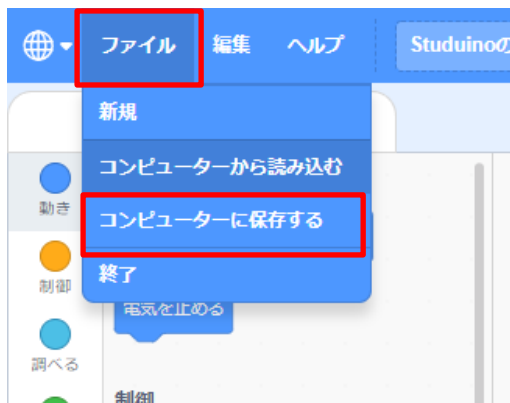 ファイル 編集 ヘルプ Studuinoの
新規
コンピューターから読み込む
動き
コンピューターに保存する
制御
終了
電気を止める
調べる
制御